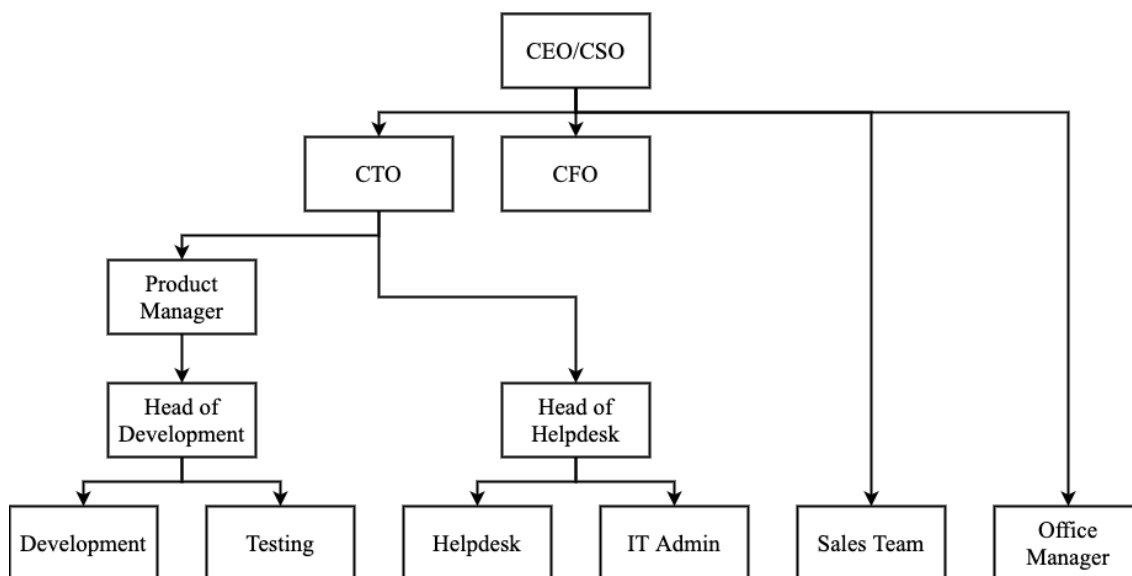 CEO/CSO
CTO
CFO
Product
Manager
Head of
Development
Head of
Helpdesk
Development
Testing
Helpdesk
IT Admin
Sales Team
Office
Manager